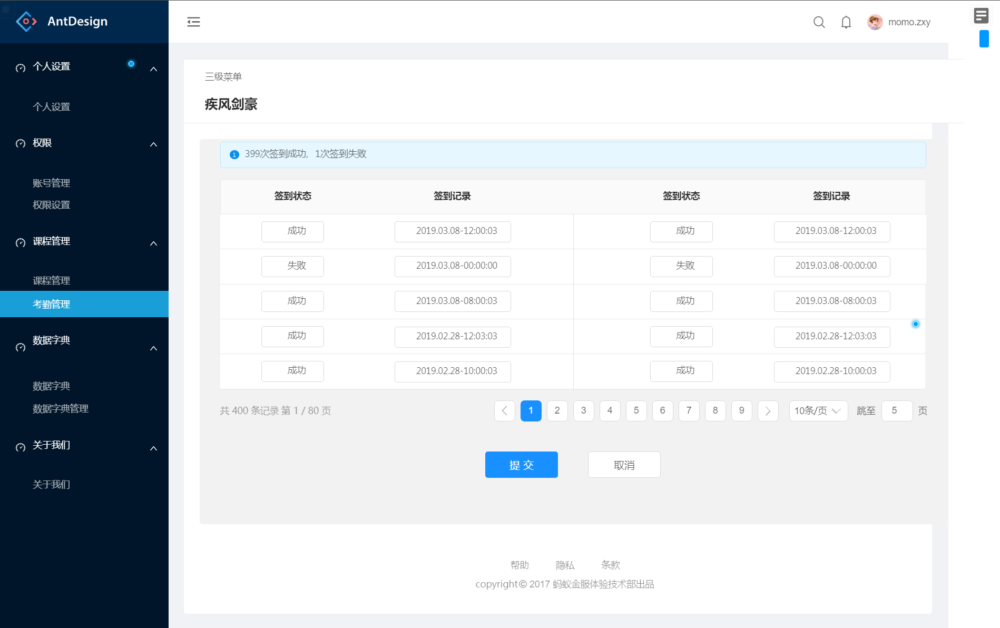 AntDesign
momo.zxy
个人设置
个人设置
权限
账号管理
权限设置
课程管理
课程管理
考勤管理
数据字典
数据字典
数据字典管理
关于我们
关于我们
三级菜单
疾风剑豪
399次签到成功，1次签到失败
签到状态 签到记录 签到状态 签到记录
成功 2019.03.08-12:00:03 成功 2019.03.08-12:00:03
失败 2019.03.08-00:00:00 失败 2019.03.08-00:00:00
成功 2019.03.08-08:00:03 成功 2019.03.08-08:00:03
成功 2019.02.28-12:03:03 成功 2019.02.28-12:03:03
成功 2019.02.28-10:00:03 成功 2019.02.28-10:00:03
共 400 条记录 第 1 / 80 页 1 2 3 4 5 6 7 8 9 10条/页 跳至 5 页
提 交 取消
帮助 隐私 条款
copyright© 2017 蚂蚁金服体验技术部出品